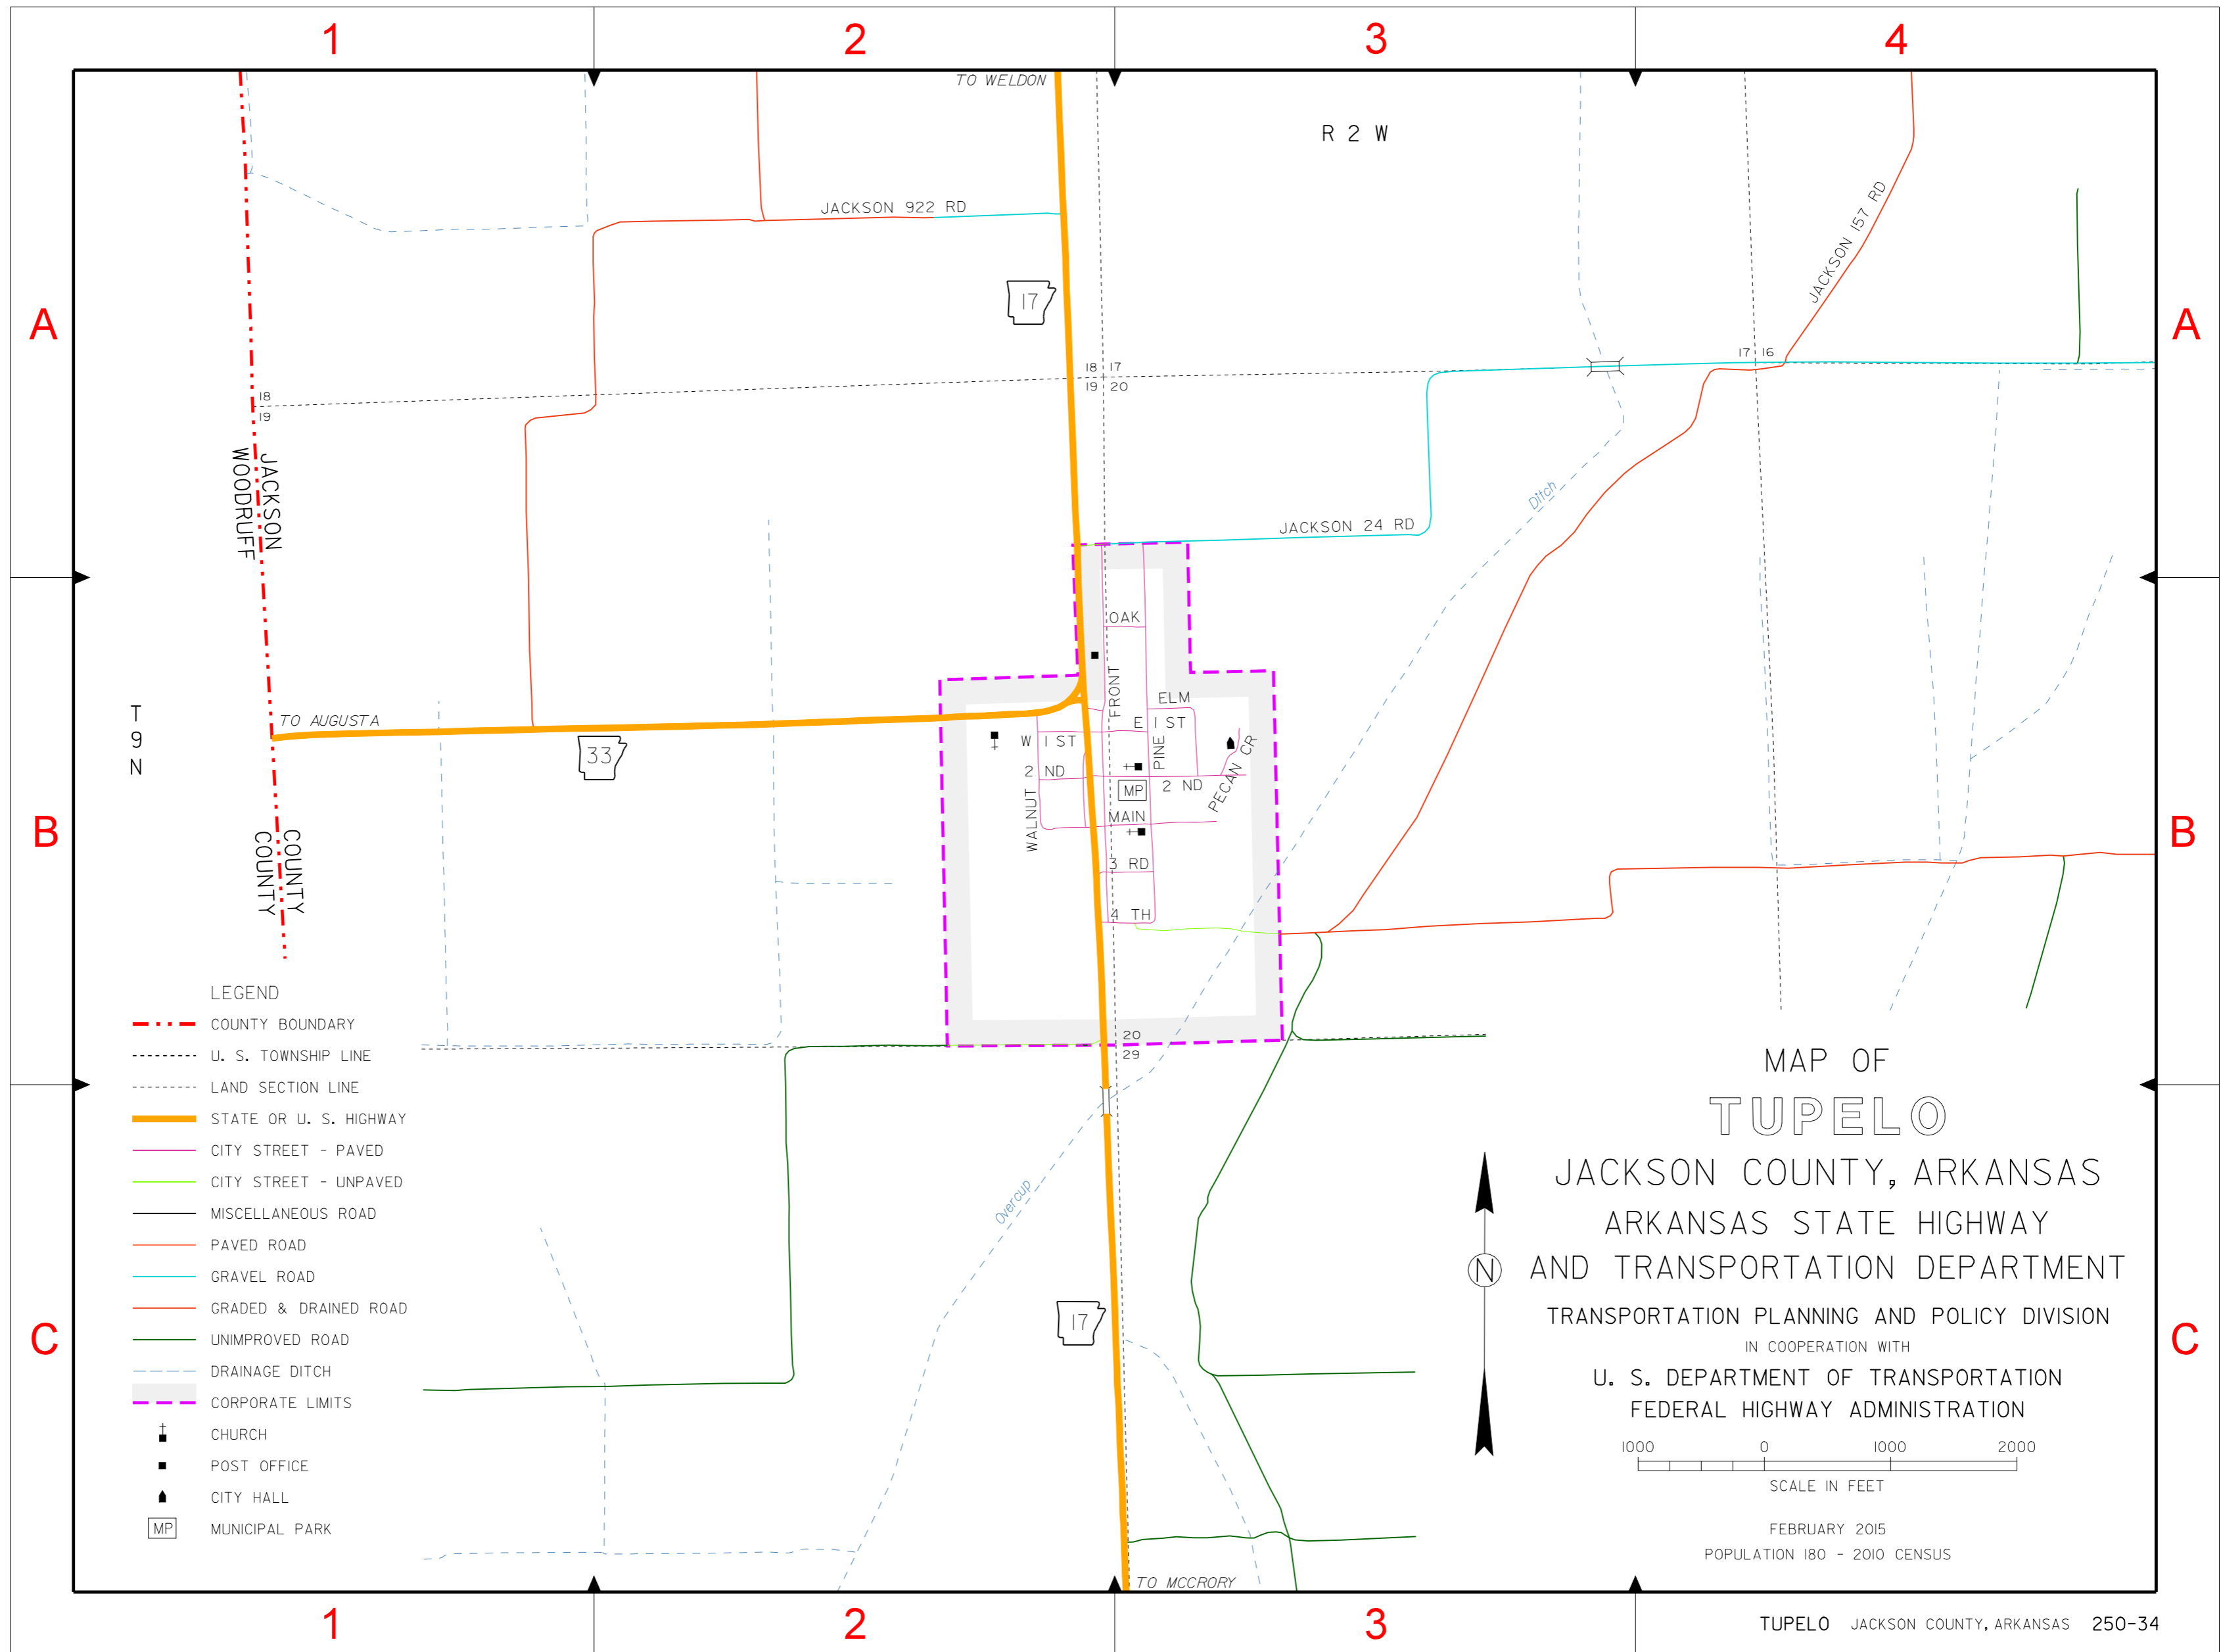 1 2 3 4
TO WELDON
R 2 W
JACKSON 922 RD
JACKSON 157 RD
17
A A
18 17
19 20
17 16
18
19
JACKSON
WOODRUFF
Ditch
JACKSON 24 RD
OAK
FRONT
ELM
T
9
N
TO AUGUSTA
33
W 1 ST
E 1 ST
PINE
PECAN CR
2 ND
2 ND
MP
WALNUT
MAIN
B B
COUNTY
COUNTY
3 RD
4 TH
20
29
LEGEND
COUNTY BOUNDARY
U. S. TOWNSHIP LINE
LAND SECTION LINE
STATE OR U. S. HIGHWAY
CITY STREET - PAVED
CITY STREET - UNPAVED
MISCELLANEOUS ROAD
PAVED ROAD
GRAVEL ROAD
GRADED & DRAINED ROAD
UNIMPROVED ROAD
DRAINAGE DITCH
CORPORATE LIMITS
CHURCH
POST OFFICE
CITY HALL
MP MUNICIPAL PARK
Overcup
17
C C
TO MCCRORY
MAP OF
TUPELO
JACKSON COUNTY, ARKANSAS
ARKANSAS STATE HIGHWAY
AND TRANSPORTATION DEPARTMENT
TRANSPORTATION PLANNING AND POLICY DIVISION
IN COOPERATION WITH
U. S. DEPARTMENT OF TRANSPORTATION
FEDERAL HIGHWAY ADMINISTRATION
N
1000 0 1000 2000
SCALE IN FEET
FEBRUARY 2015
POPULATION 180 - 2010 CENSUS
1 2 3
TUPELO JACKSON COUNTY, ARKANSAS 250-34